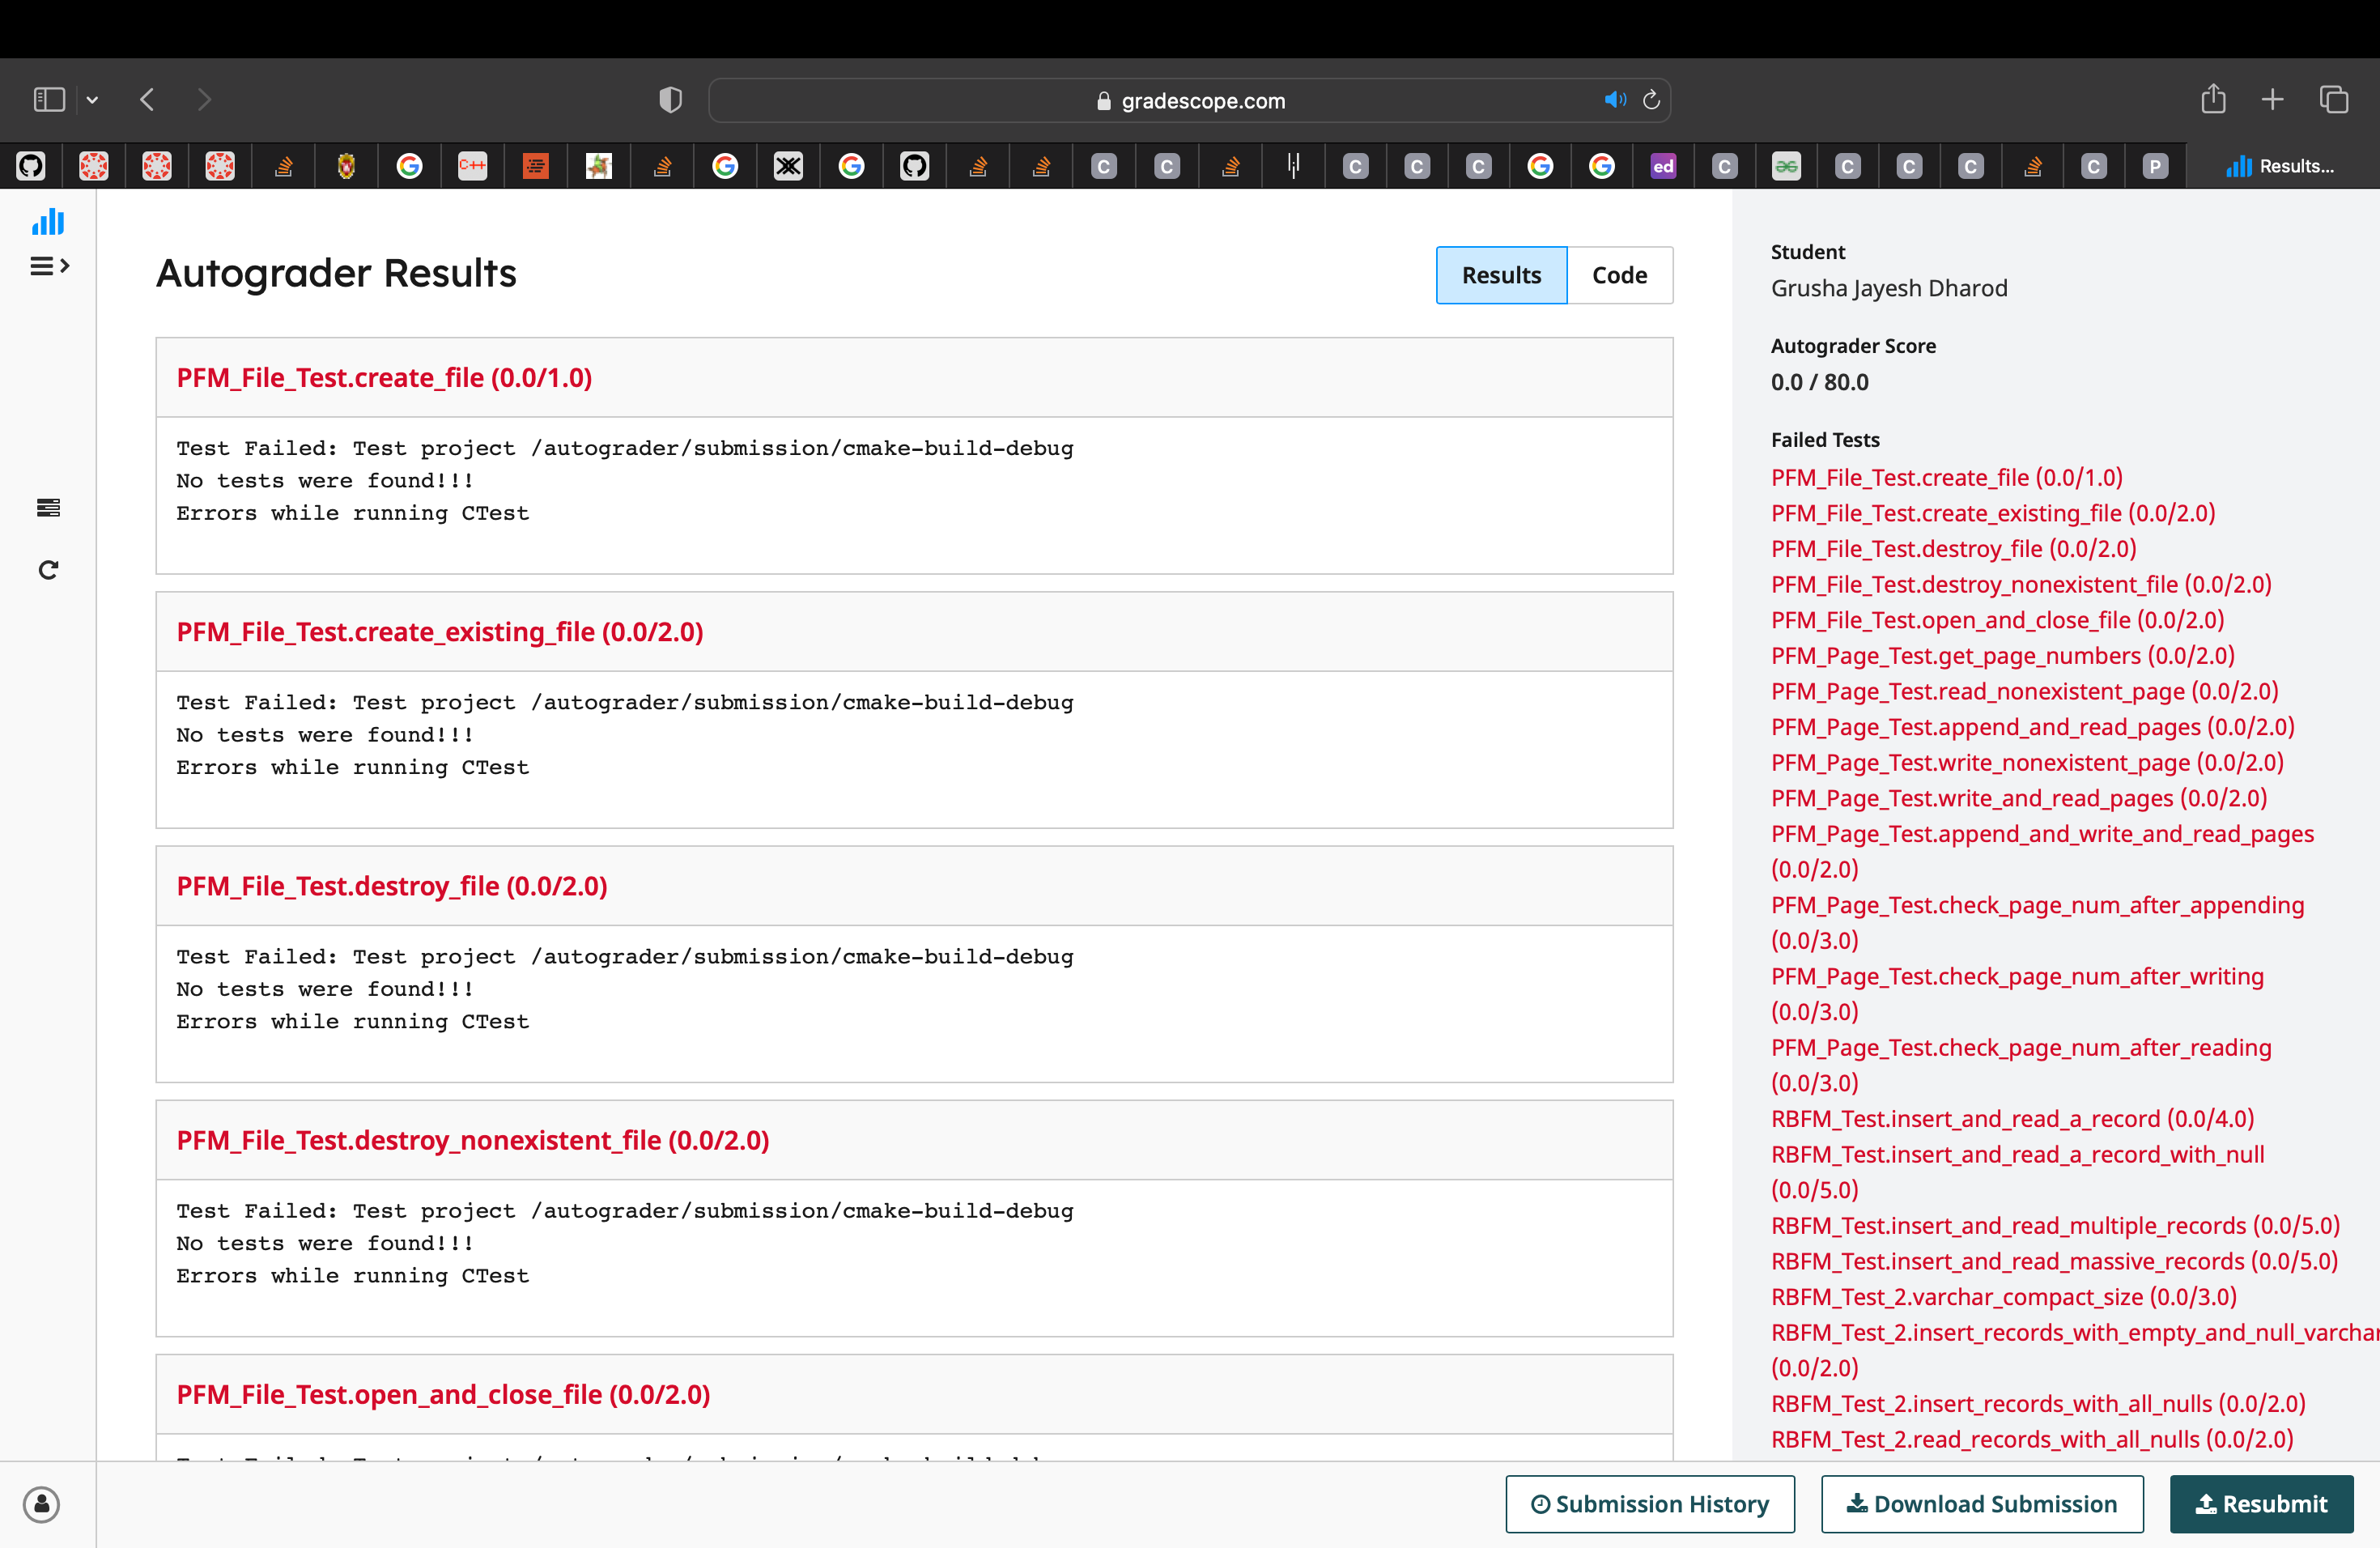 gradescope.com
C++
C
C
C
C
C
ed
C
C
C
C
C
P
Results...
Autograder Results
Results
Code
PFM_File_Test.create_file (0.0/1.0)
Test Failed: Test project /autograder/submission/cmake-build-debug
No tests were found!!!
Errors while running CTest
PFM_File_Test.create_existing_file (0.0/2.0)
Test Failed: Test project /autograder/submission/cmake-build-debug
No tests were found!!!
Errors while running CTest
PFM_File_Test.destroy_file (0.0/2.0)
Test Failed: Test project /autograder/submission/cmake-build-debug
No tests were found!!!
Errors while running CTest
PFM_File_Test.destroy_nonexistent_file (0.0/2.0)
Test Failed: Test project /autograder/submission/cmake-build-debug
No tests were found!!!
Errors while running CTest
PFM_File_Test.open_and_close_file (0.0/2.0)
Student
Grusha Jayesh Dharod
Autograder Score
0.0 / 80.0
Failed Tests
PFM_File_Test.create_file (0.0/1.0)
PFM_File_Test.create_existing_file (0.0/2.0)
PFM_File_Test.destroy_file (0.0/2.0)
PFM_File_Test.destroy_nonexistent_file (0.0/2.0)
PFM_File_Test.open_and_close_file (0.0/2.0)
PFM_Page_Test.get_page_numbers (0.0/2.0)
PFM_Page_Test.read_nonexistent_page (0.0/2.0)
PFM_Page_Test.append_and_read_pages (0.0/2.0)
PFM_Page_Test.write_nonexistent_page (0.0/2.0)
PFM_Page_Test.write_and_read_pages (0.0/2.0)
PFM_Page_Test.append_and_write_and_read_pages
(0.0/2.0)
PFM_Page_Test.check_page_num_after_appending
(0.0/3.0)
PFM_Page_Test.check_page_num_after_writing
(0.0/3.0)
PFM_Page_Test.check_page_num_after_reading
(0.0/3.0)
RBFM_Test.insert_and_read_a_record (0.0/4.0)
RBFM_Test.insert_and_read_a_record_with_null
(0.0/5.0)
RBFM_Test.insert_and_read_multiple_records (0.0/5.0)
RBFM_Test.insert_and_read_massive_records (0.0/5.0)
RBFM_Test_2.varchar_compact_size (0.0/3.0)
RBFM_Test_2.insert_records_with_empty_and_null_varchar
(0.0/2.0)
RBFM_Test_2.insert_records_with_all_nulls (0.0/2.0)
RBFM_Test_2.read_records_with_all_nulls (0.0/2.0)
Submission History
Download Submission
Resubmit